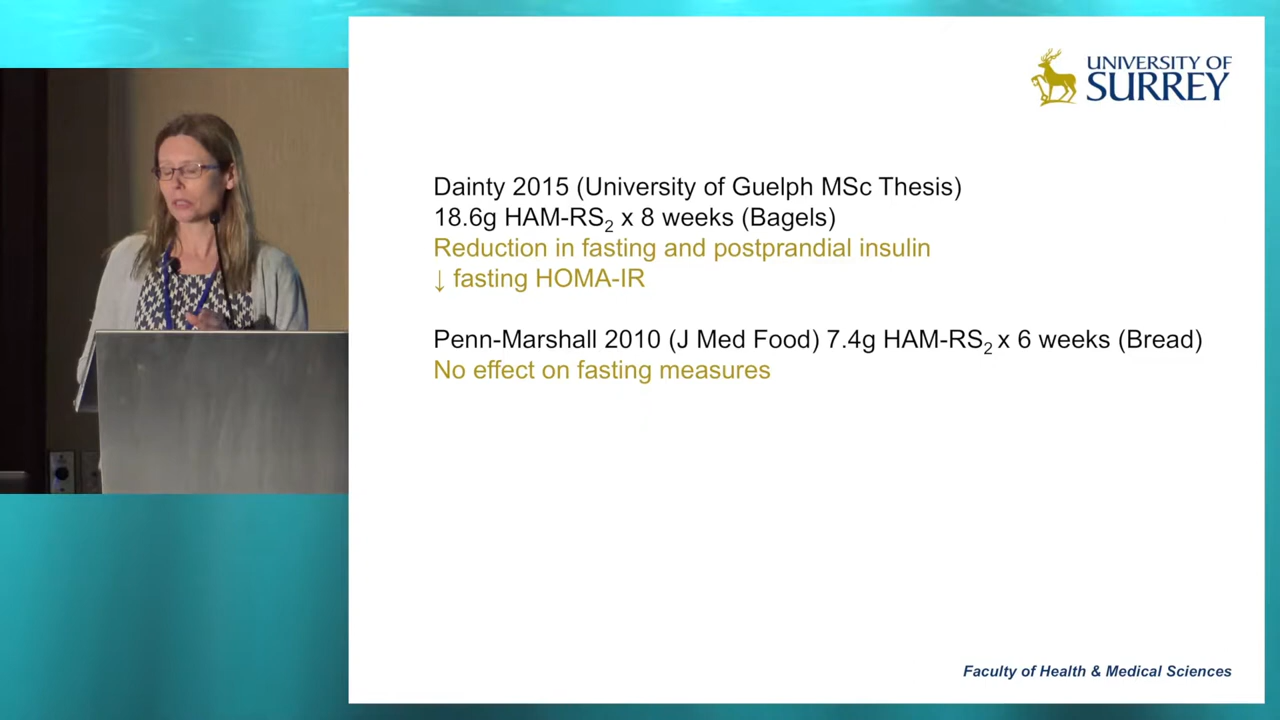 UNIVERSITY OF
SURREY
Dainty 2015 (University of Guelph MSc Thesis)
18.6g HAM-RS₂ x 8 weeks (Bagels)
Reduction in fasting and postprandial insulin
↓ fasting HOMA-IR
Penn-Marshall 2010 (J Med Food) 7.4g HAM-RS₂ x 6 weeks (Bread)
No effect on fasting measures
Faculty of Health & Medical Sciences